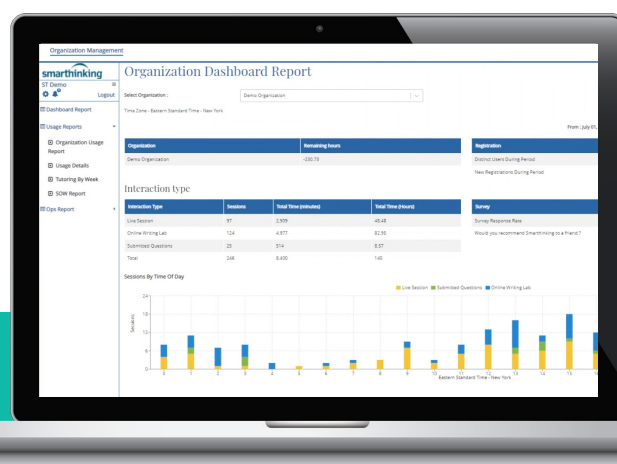 Organization Management
smarthinking
ST Demo
Logout
Dashboard Report
Usage Reports
Organization Usage
Report
Usage Details
Tutoring By Week
SOW Report
Ops Report
Organization Dashboard Report
Select Organization :
Demo Organization
Time Zone - Eastern Standard Time - New York
From : July 01,
Organization Remaining hours
Demo Organization -230.73
Registration
Distinct Users During Period
New Registrations During Period
Interaction type
Interaction Type Sessions Total Time (minutes) Total Time (Hours)
Live Session 97 2,909 48.48
Online Writing Lab 124 4,977 82.95
Submitted Questions 25 514 8.57
Total 246 8,400 140
Survey
Survey Response Rate
Would you recommend Smarthinking to a friend?
Sessions By Time Of Day
Live Session Submitted Questions Online Writing Lab
Sessions
24
18
12
6
0
0 1 2 3 4 5 6 7 8 9 10 11 12 13 14 15
Eastern Standard Time - New York